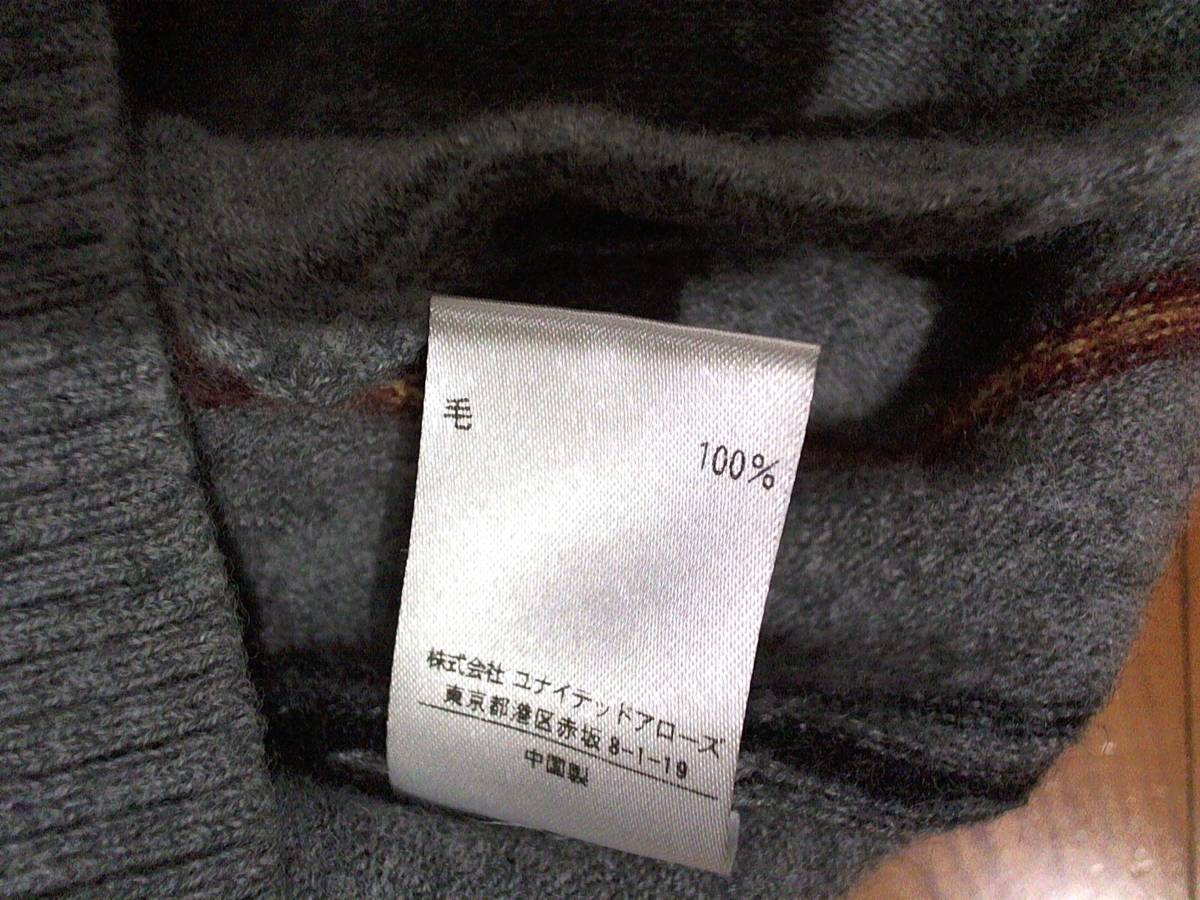 毛
100%
株式会社 ユナイテッドアローズ
東京都港区赤坂 8-1-19
中国製